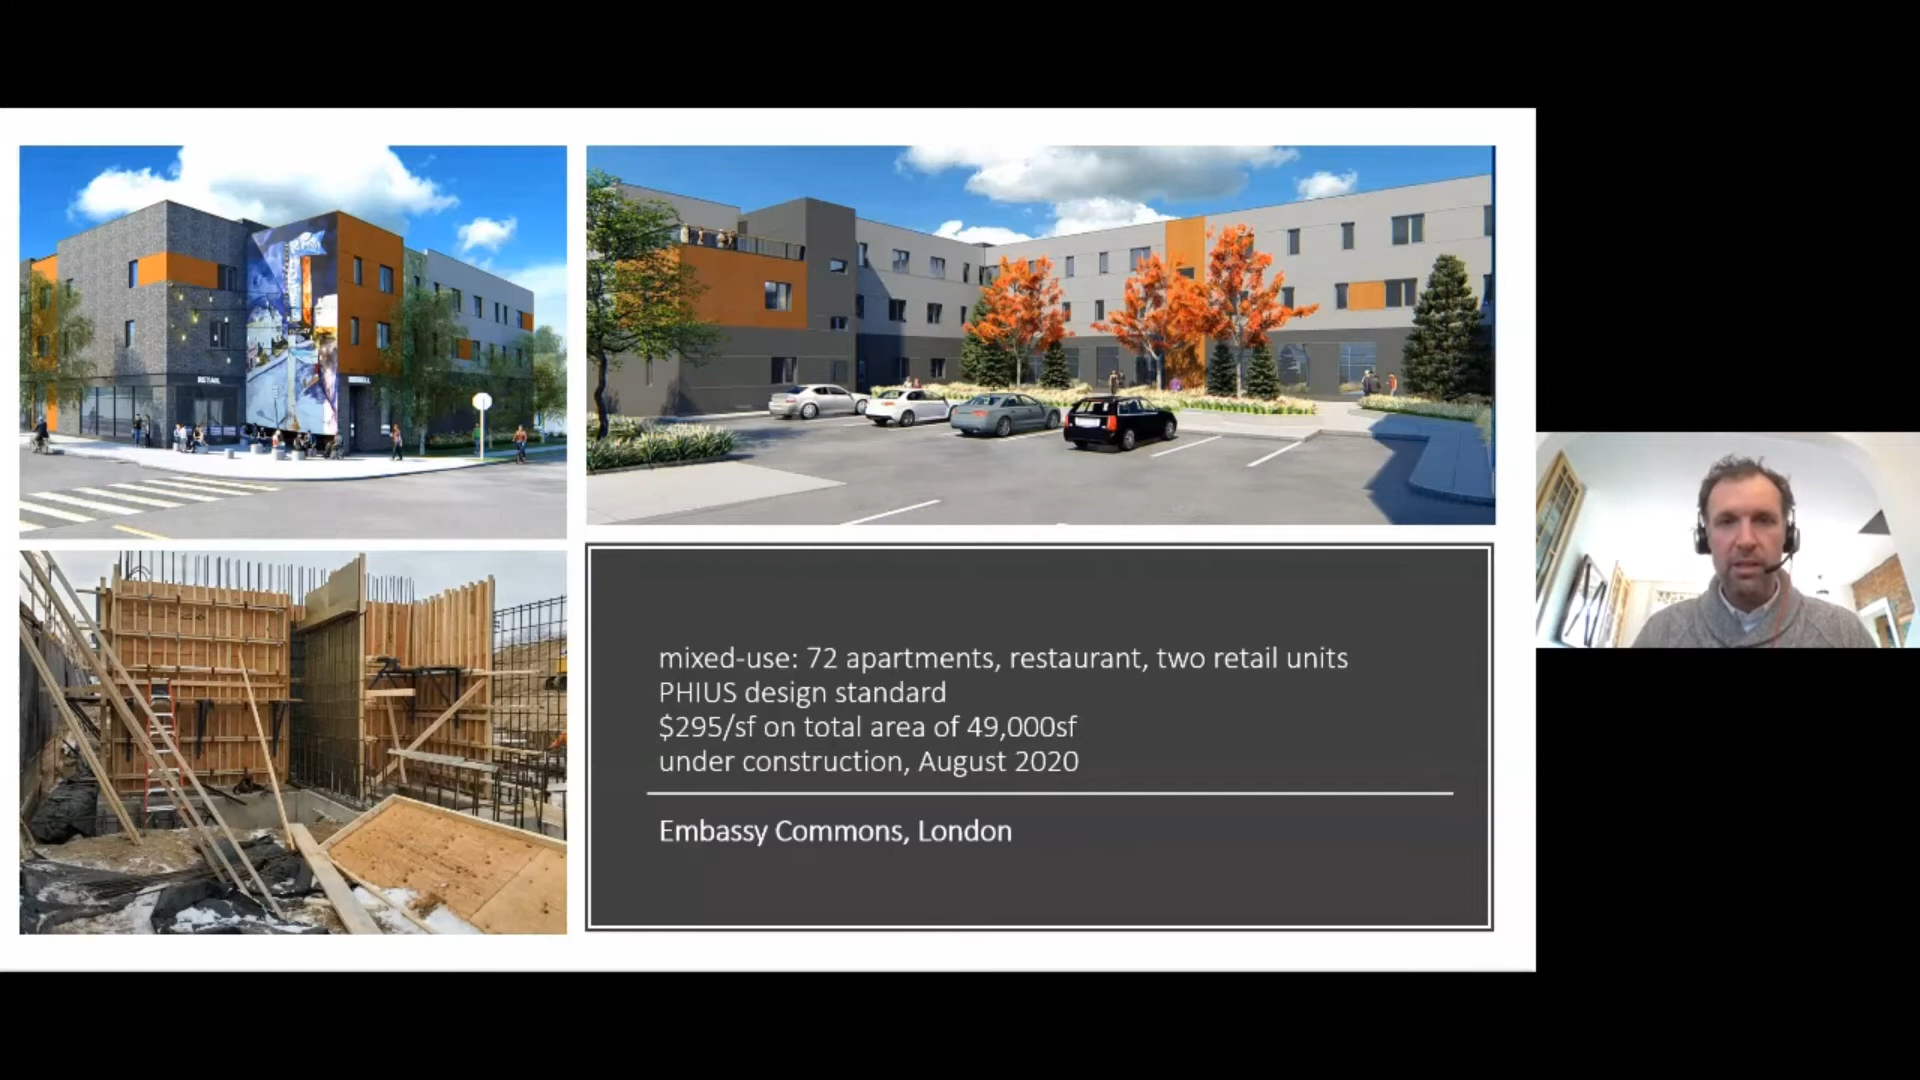 RETAIL
mixed-use: 72 apartments, restaurant, two retail units
PHIUS design standard
$295/sf on total area of 49,000sf
under construction, August 2020
Embassy Commons, London